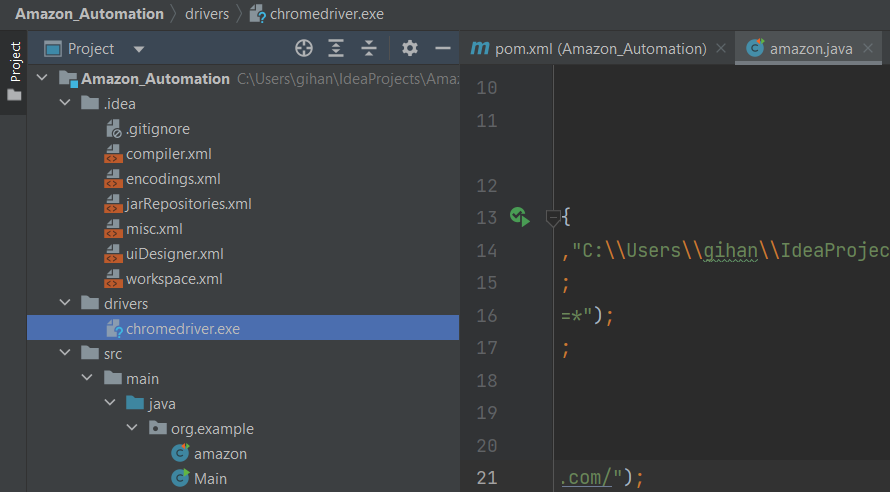 Amazon_Automation drivers chromedriver.exe
Project
Project
pom.xml (Amazon_Automation)
amazon.java
Amazon_Automation C:\Users\gihan\IdeaProjects\Amaz
.idea
.gitignore
compiler.xml
encodings.xml
jarRepositories.xml
misc.xml
uiDesigner.xml
workspace.xml
drivers
chromedriver.exe
src
main
java
org.example
amazon
Main
10
11
12
13 {
14 ,"C:\\Users\\gihan\\IdeaProjec
15 ;
16 =*");
17 ;
18
19
20
21 .com/");